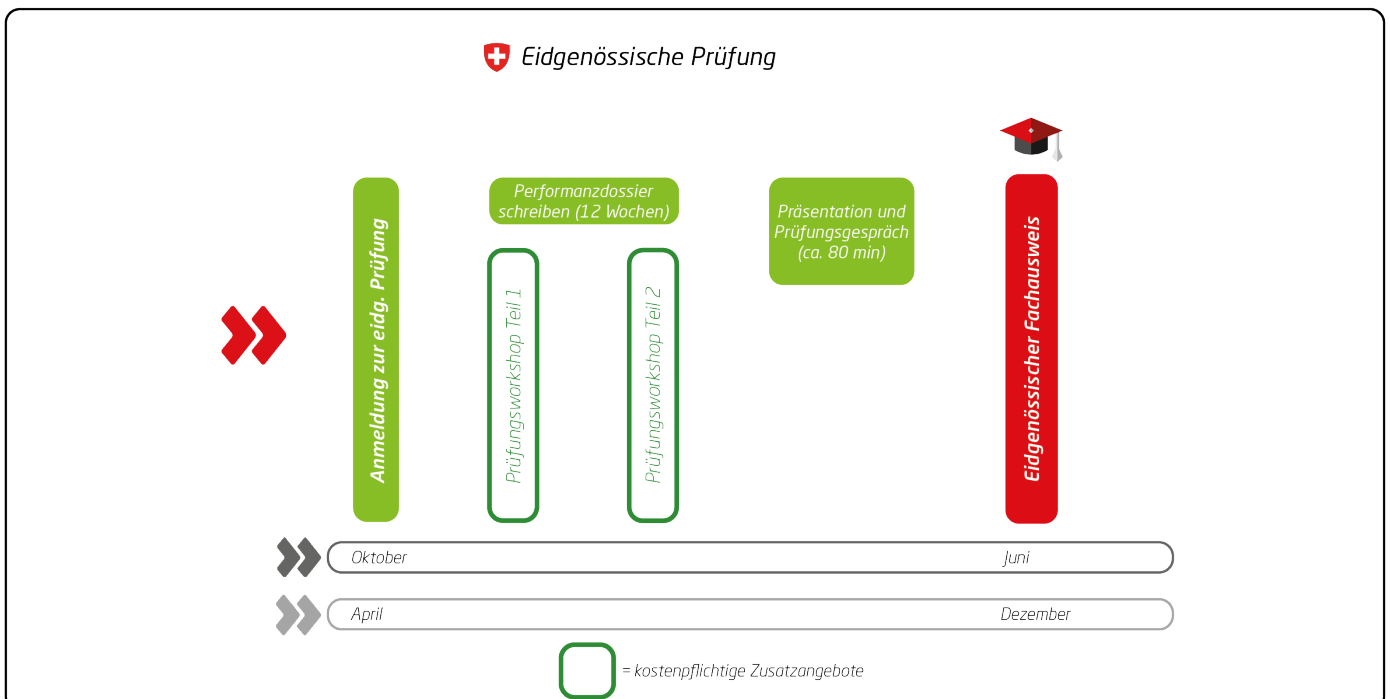 Eidgenössische Prüfung
Anmeldung zur eidg. Prüfung
Performanzdossier
schreiben (12 Wochen)
Prüfungsworkshop Teil 1
Prüfungsworkshop Teil 2
Präsentation und
Prüfungsgespräch
(ca. 80 min)
Eidgenössischer Fachausweis
Oktober
Juni
April
Dezember
= kostenpflichtige Zusatzangebote